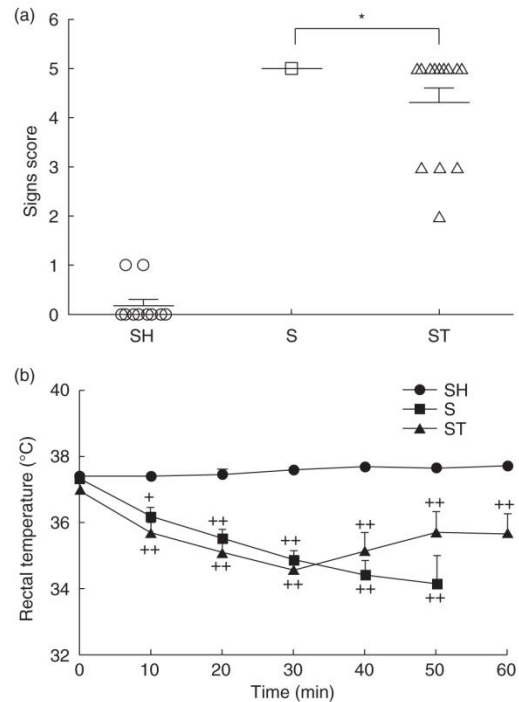 (a)
*
6
5
4
3
2
1
0
Signs score
SH S ST
(b)
40
38
36
34
32
Rectal temperature (°C)
SH
S
ST
+ ++ ++ ++ ++ ++
++ ++ ++ ++ ++
0 10 20 30 40 50 60
Time (min)